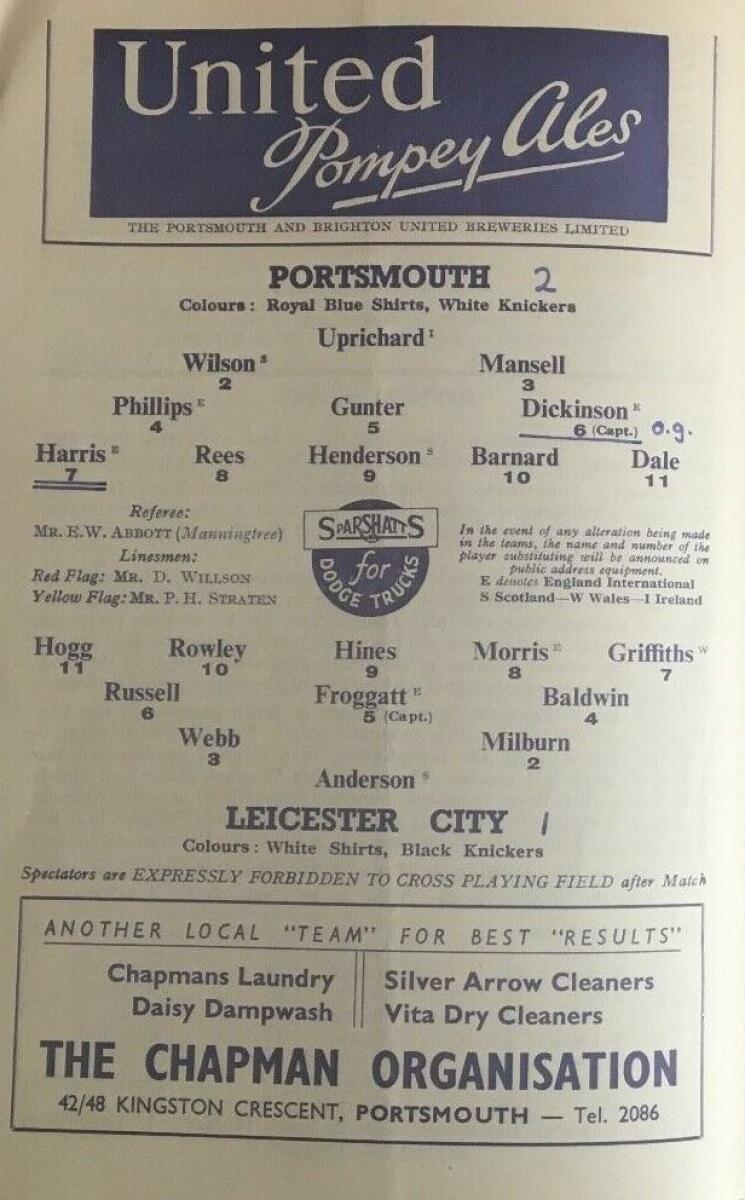 United
Pompey Ales
THE PORTSMOUTH AND BRIGHTON UNITED BREWERIES LIMITED
PORTSMOUTH 2
Colours: Royal Blue Shirts, White Knickers
Uprichard I
Wilson S Mansell
2 3
Phillips E Gunter Dickinson E
4 5 6 (Capt.) o.g.
Harris E Rees Henderson S Barnard Dale
7 8 9 10 11
Referee:
MR. E.W. ABBOTT (Manningtree)
Linesmen:
Red Flag: MR. D. WILLSON
Yellow Flag: MR. P. H. STRATEN
SPARSHATTS
for
DODGE TRUCKS
In the event of any alteration being made
in the teams, the name and number of the
player substituting will be announced on
public address equipment.
E denotes England International
S Scotland—W Wales—I Ireland
Hogg Rowley Hines Morris E Griffiths W
11 10 9 8 7
Russell Froggatt E Baldwin
6 5 (Capt.) 4
Webb Milburn
3 2
Anderson S
LEICESTER CITY 1
Colours: White Shirts, Black Knickers
Spectators are EXPRESSLY FORBIDDEN TO CROSS PLAYING FIELD after Match
ANOTHER LOCAL "TEAM" FOR BEST "RESULTS"
Chapmans Laundry Silver Arrow Cleaners
Daisy Dampwash Vita Dry Cleaners
THE CHAPMAN ORGANISATION
42/48 KINGSTON CRESCENT, PORTSMOUTH — Tel. 2086